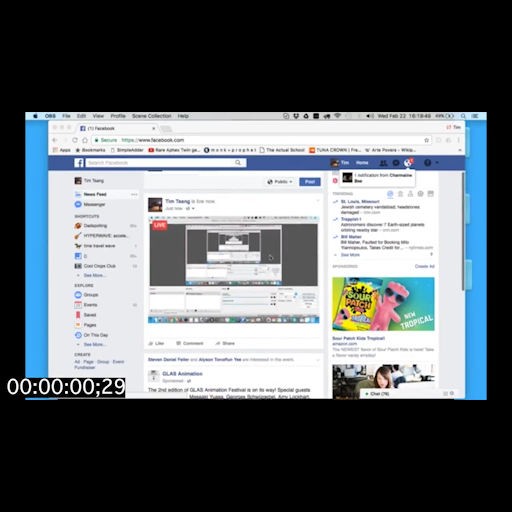 OBS File Edit View Profile Scene Collection Help
Wed Feb 22 16:19:46 49%
(1) Facebook
Tim
Secure https://www.facebook.com
Apps Bookmarks SimpleAdder Rare Aphex Twin ge... monk+prophet The Actual School TUNA CROWN | Fre... Arte Povera - Wiki...
Search Facebook
Tim Home
1 notification from Charmaine Bee
Tim Tsang
News Feed
Messenger
SHORTCUTS
Gaslighting
HYPERWAVE: accele...
time travel wave
()
Cool Crops Club
See More...
EXPLORE
Groups
Events
Saved
Pages
On This Day
See More...
CREATE
Ad Page Group Event
Fundraiser
Public Post
Tim Tsang is live now.
Just now
LIVE
Like Comment Share
Steven Daniel Feiler and Alyson ToneRun Yee are interested in this event.
GLAS Animation
Sponsored
The 2nd edition of GLAS Animation Festival is on its way! Special guests
Masaaki Yuasa, Georges Schwizgebel, Amy Lockhart,
TRENDING
St. Louis, Missouri
Jewish cemetery vandalized; headstones
damaged - cnn.com
Trappist-1
Astronomers discover 7 Earth-sized planets
orbiting nearby star - cnn.com
Bill Maher
Bill Maher, Faulted for Booking Milo
Yiannopoulos, Takes Credit for ... - nytimes.com
See More
SPONSORED Create Ad
SOUR PATCH KIDS
NEW
TROPICAL
Sour Patch Kids Tropical!
amazon.com
The NEWEST flavor of Sour Patch Kids! Take
a flavor vacay today!
Chat (76)
00:00:00;29